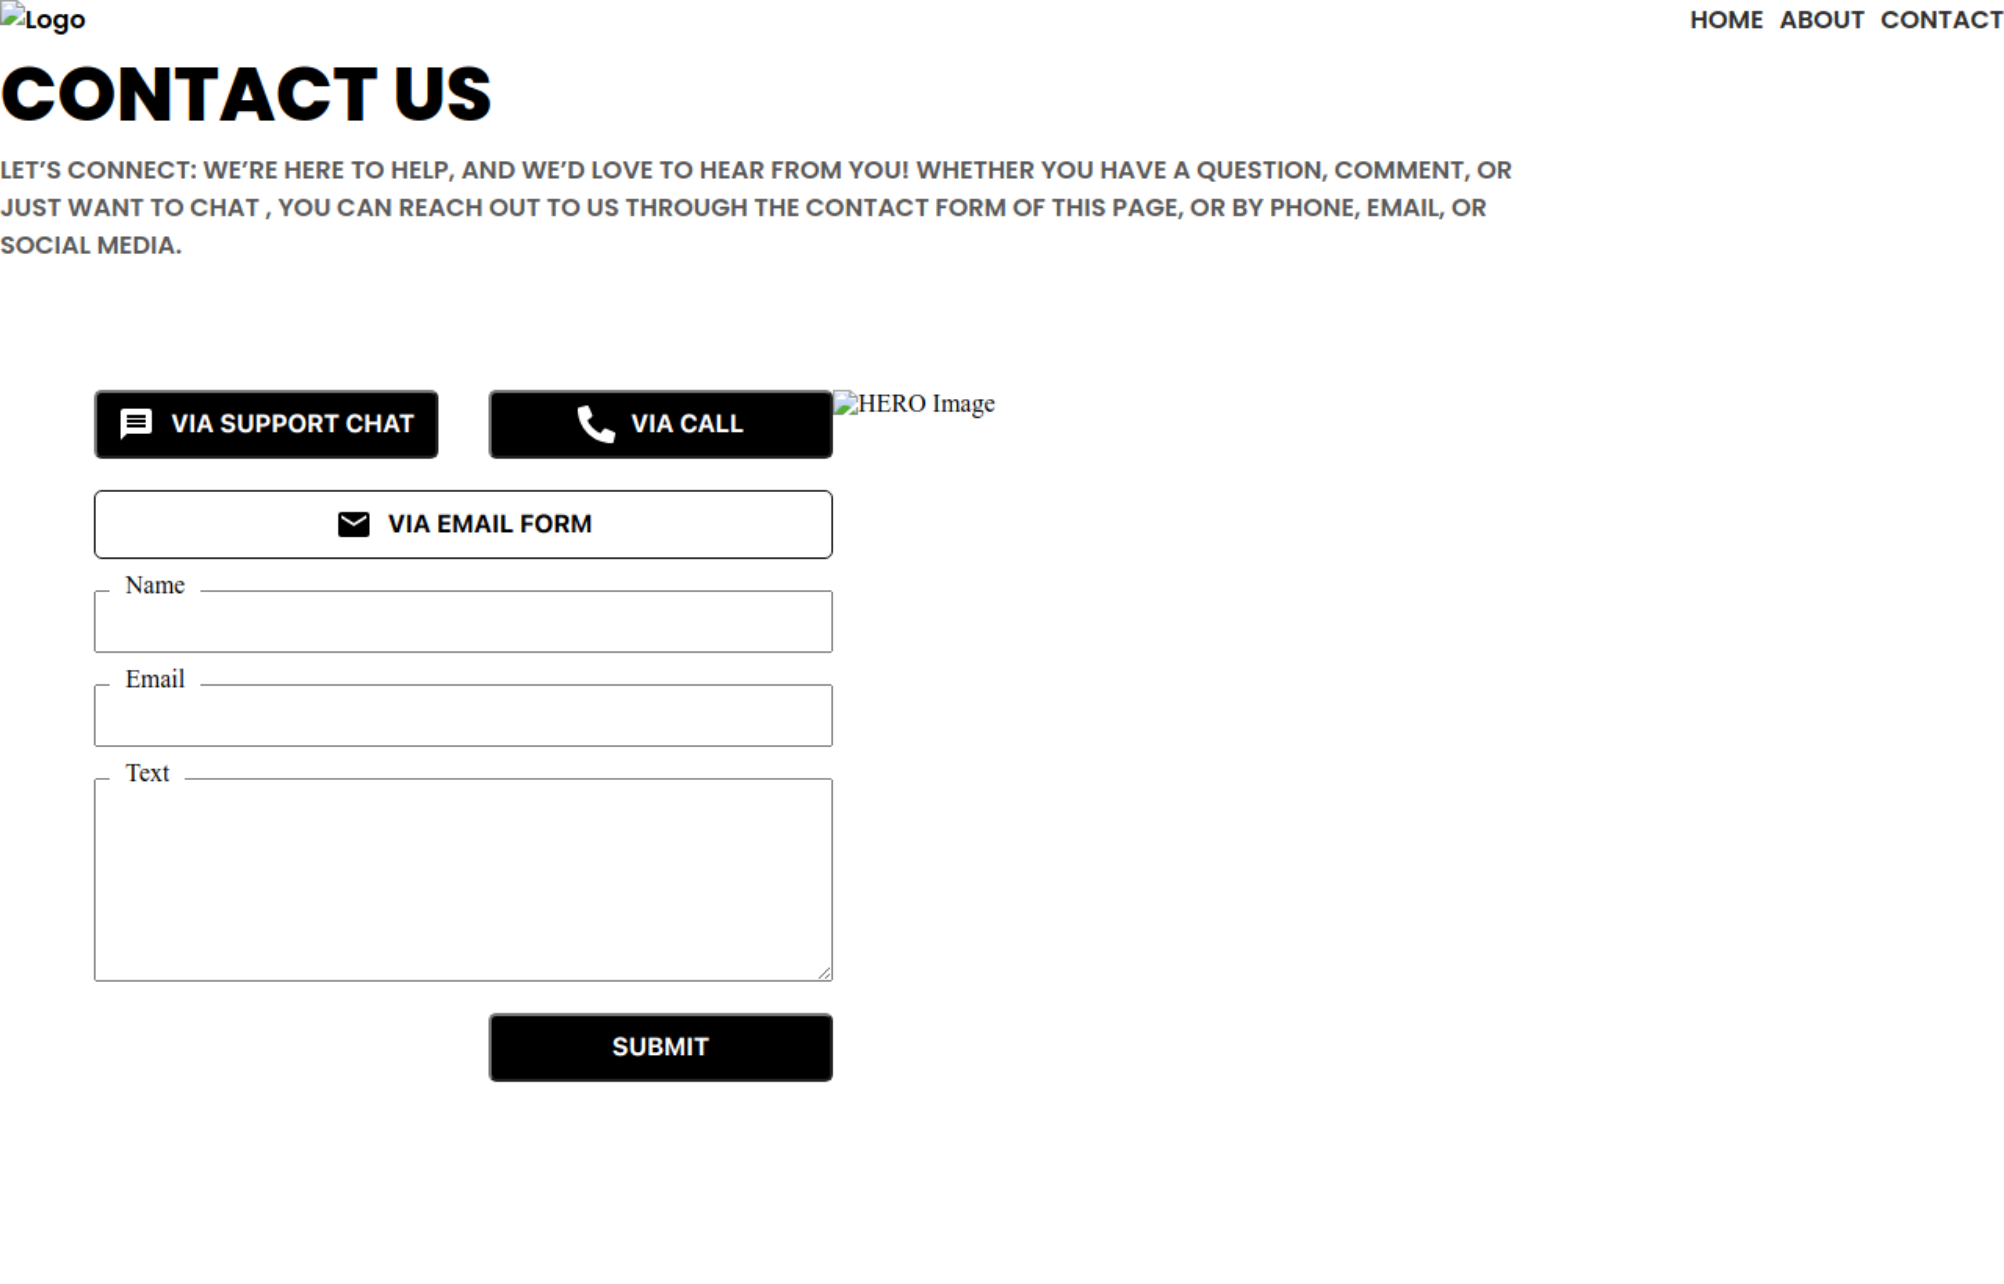 Logo
HOME ABOUT CONTACT
CONTACT US
LET’S CONNECT: WE’RE HERE TO HELP, AND WE’D LOVE TO HEAR FROM YOU! WHETHER YOU HAVE A QUESTION, COMMENT, OR
JUST WANT TO CHAT , YOU CAN REACH OUT TO US THROUGH THE CONTACT FORM OF THIS PAGE, OR BY PHONE, EMAIL, OR
SOCIAL MEDIA.
VIA SUPPORT CHAT
VIA CALL
HERO Image
VIA EMAIL FORM
Name
Email
Text
SUBMIT